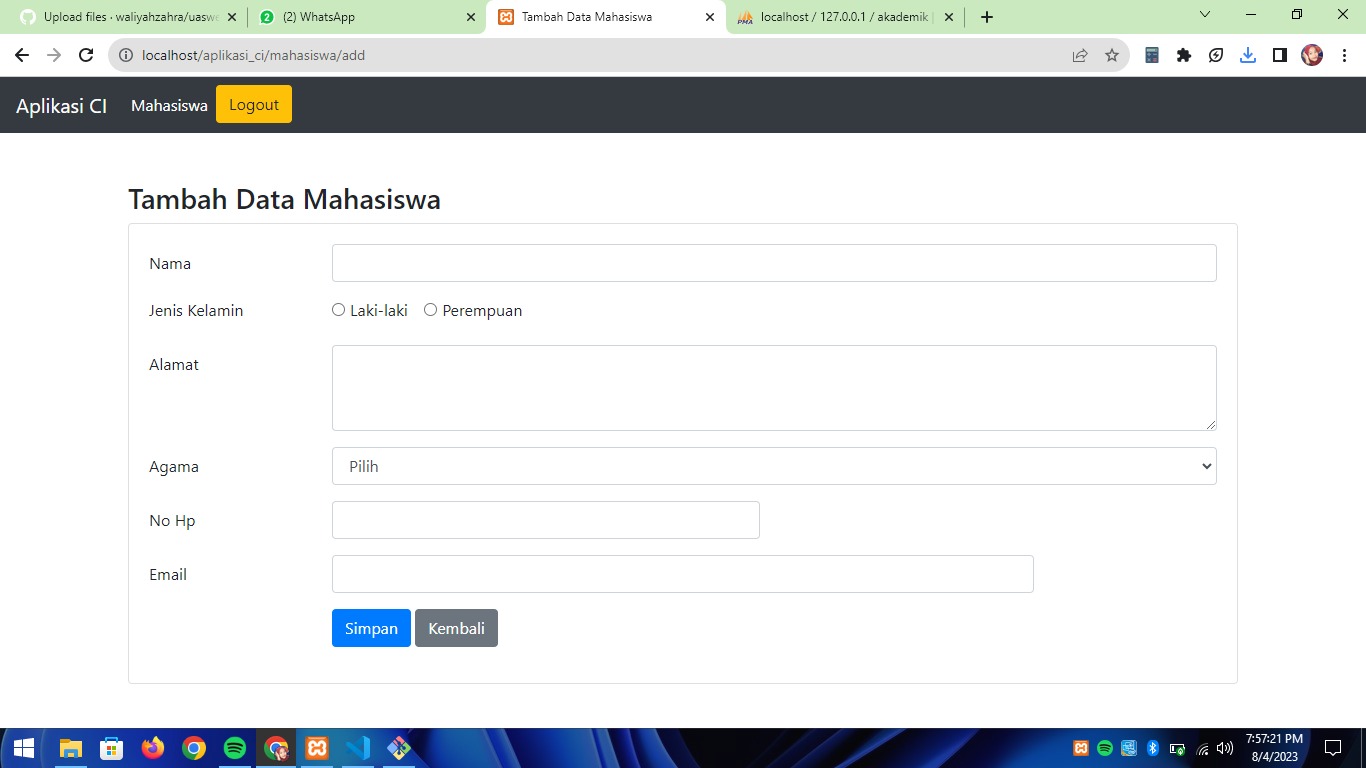 Upload files · waliyahzahra/uaswe
(2) WhatsApp
Tambah Data Mahasiswa
localhost / 127.0.0.1 / akademik
localhost/aplikasi_ci/mahasiswa/add
Aplikasi CI Mahasiswa Logout
Tambah Data Mahasiswa
Nama
Jenis Kelamin Laki-laki Perempuan
Alamat
Agama Pilih
No Hp
Email
Simpan Kembali
7:57:21 PM
8/4/2023